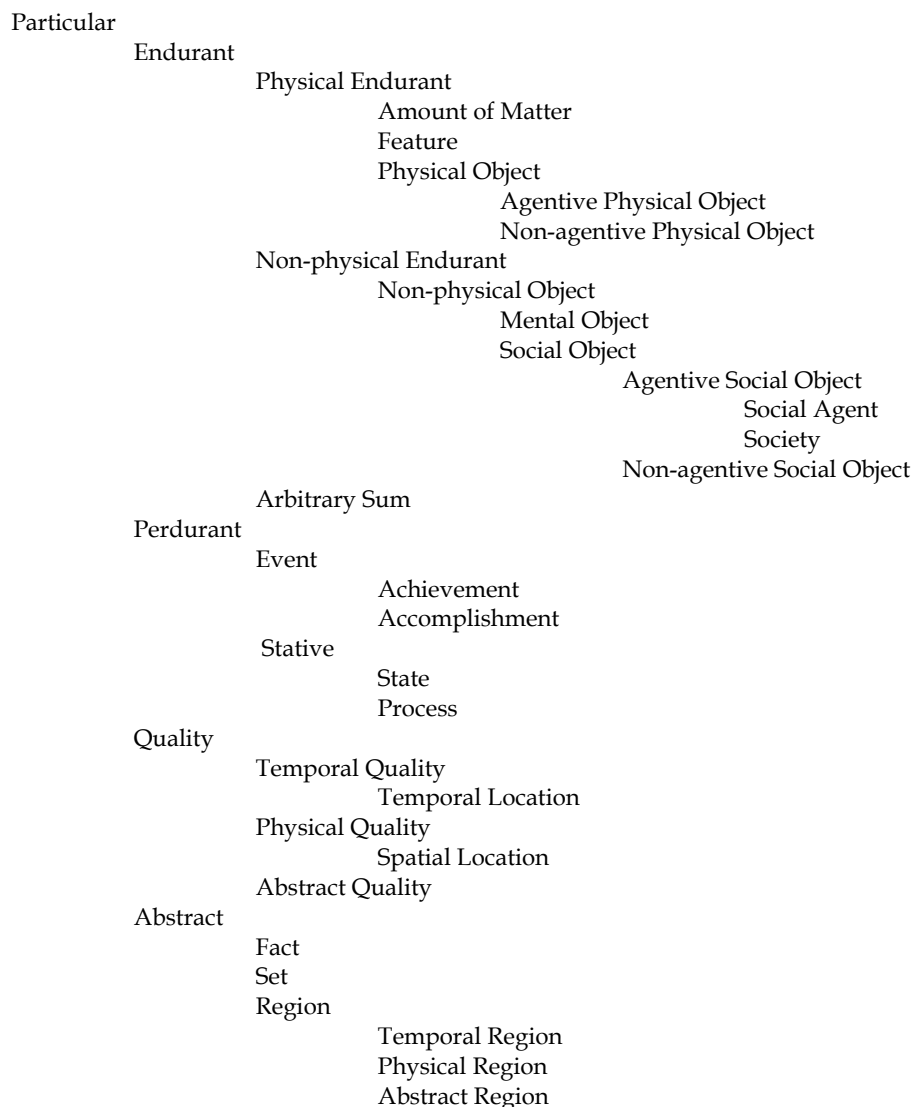 Particular
Endurant
Physical Endurant
Amount of Matter
Feature
Physical Object
Agentive Physical Object
Non-agentive Physical Object
Non-physical Endurant
Non-physical Object
Mental Object
Social Object
Agentive Social Object
Social Agent
Society
Non-agentive Social Object
Arbitrary Sum
Perdurant
Event
Achievement
Accomplishment
Stative
State
Process
Quality
Temporal Quality
Temporal Location
Physical Quality
Spatial Location
Abstract Quality
Abstract
Fact
Set
Region
Temporal Region
Physical Region
Abstract Region